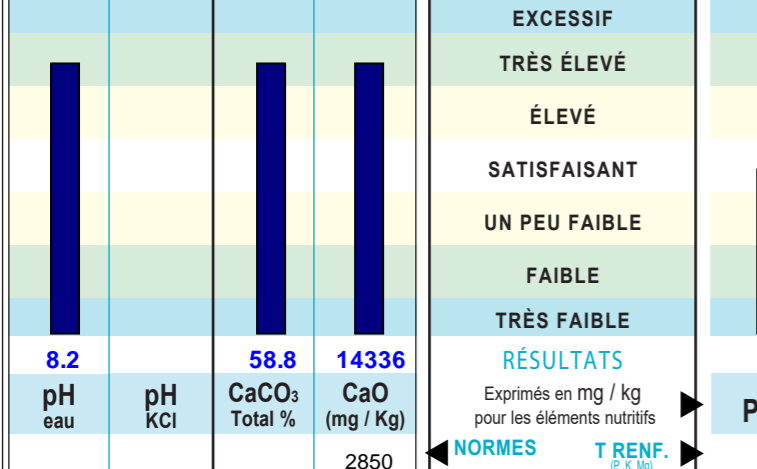 EXCESSIF
TRÈS ÉLEVÉ
ÉLEVÉ
SATISFAISANT
UN PEU FAIBLE
FAIBLE
TRÈS FAIBLE
8.2 58.8 14336 RÉSULTATS
pH eau
pH KCl
CaCO₃ Total %
CaO (mg / Kg)
Exprimés en mg / kg
pour les éléments nutritifs
P
2850
NORMES T RENF.
(P, K, Mg)